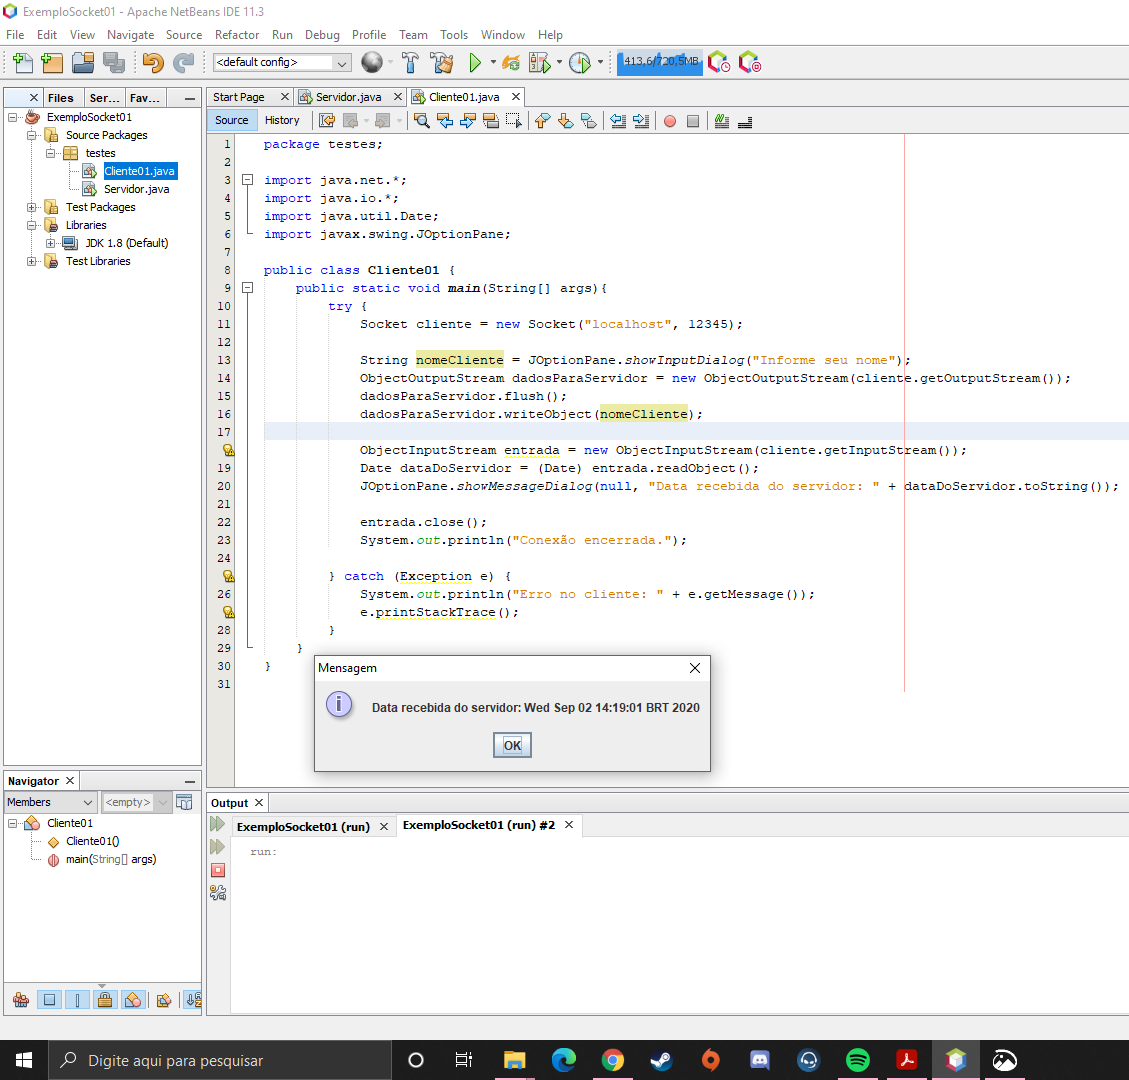 ExemploSocket01 - Apache NetBeans IDE 11.3
File Edit View Navigate Source Refactor Run Debug Profile Team Tools Window Help
<default config>
413,6/720,5MB
Files Ser... Fav...
Start Page Servidor.java Cliente01.java
Source History
ExemploSocket01
Source Packages
testes
Cliente01.java
Servidor.java
Test Packages
Libraries
JDK 1.8 (Default)
Test Libraries
1 package testes;
2
3 import java.net.*;
4 import java.io.*;
5 import java.util.Date;
6 import javax.swing.JOptionPane;
7
8 public class Cliente01 {
9 public static void main(String[] args){
10 try {
11 Socket cliente = new Socket("localhost", 12345);
12
13 String nomeCliente = JOptionPane.showInputDialog("Informe seu nome");
14 ObjectOutputStream dadosParaServidor = new ObjectOutputStream(cliente.getOutputStream());
15 dadosParaServidor.flush();
16 dadosParaServidor.writeObject(nomeCliente);
17
ObjectInputStream entrada = new ObjectInputStream(cliente.getInputStream());
19 Date dataDoServidor = (Date) entrada.readObject();
20 JOptionPane.showMessageDialog(null, "Data recebida do servidor: " + dataDoServidor.toString());
21
22 entrada.close();
23 System.out.println("Conexão encerrada.");
24
} catch (Exception e) {
26 System.out.println("Erro no cliente: " + e.getMessage());
e.printStackTrace();
28 }
29 }
30 }
31
Mensagem
Data recebida do servidor: Wed Sep 02 14:19:01 BRT 2020
OK
Navigator
Members <empty>
Cliente01
Cliente01()
main(String[] args)
Output
ExemploSocket01 (run) ExemploSocket01 (run) #2
run:
Digite aqui para pesquisar